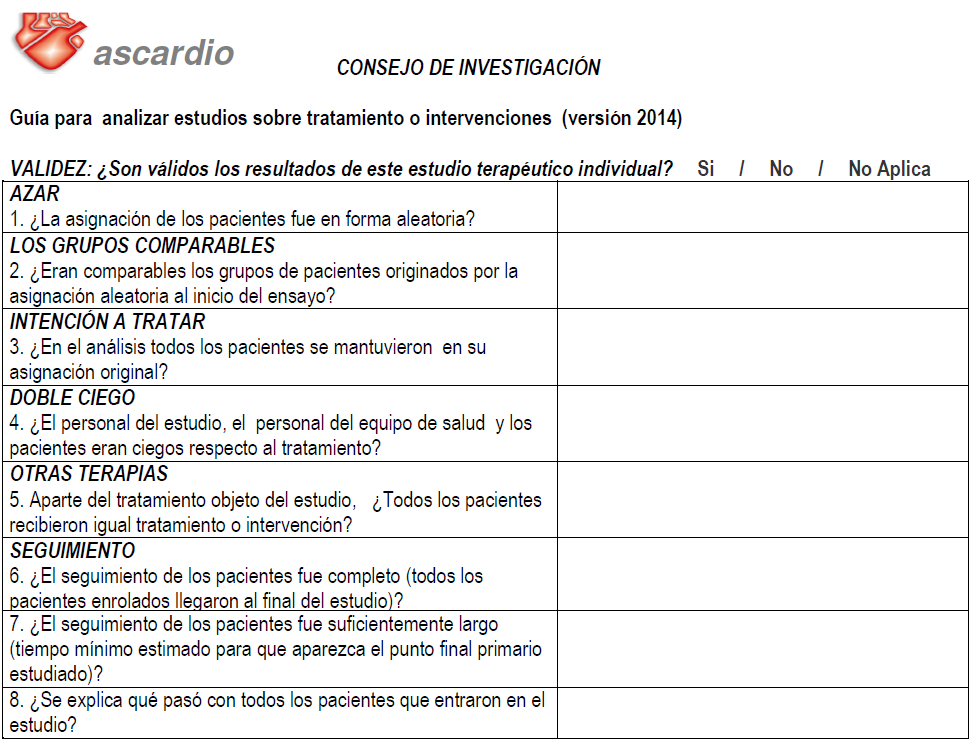 ascardio
CONSEJO DE INVESTIGACIÓN
Guía para analizar estudios sobre tratamiento o intervenciones (versión 2014)
VALIDEZ: ¿Son válidos los resultados de este estudio terapéutico individual? Si / No / No Aplica
AZAR
1. ¿La asignación de los pacientes fue en forma aleatoria?
LOS GRUPOS COMPARABLES
2. ¿Eran comparables los grupos de pacientes originados por la
asignación aleatoria al inicio del ensayo?
INTENCIÓN A TRATAR
3. ¿En el análisis todos los pacientes se mantuvieron en su
asignación original?
DOBLE CIEGO
4. ¿El personal del estudio, el personal del equipo de salud y los
pacientes eran ciegos respecto al tratamiento?
OTRAS TERAPIAS
5. Aparte del tratamiento objeto del estudio, ¿Todos los pacientes
recibieron igual tratamiento o intervención?
SEGUIMIENTO
6. ¿El seguimiento de los pacientes fue completo (todos los
pacientes enrolados llegaron al final del estudio)?
7. ¿El seguimiento de los pacientes fue suficientemente largo
(tiempo mínimo estimado para que aparezca el punto final primario
estudiado)?
8. ¿Se explica qué pasó con todos los pacientes que entraron en el
estudio?